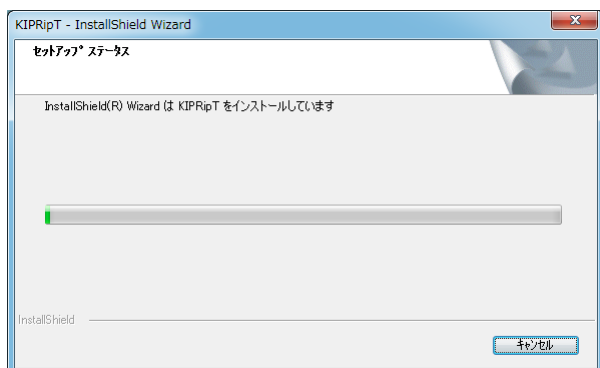 KIPRipT - InstallShield Wizard
ｾｯﾄｱｯﾌﾟ ｽﾃｰﾀｽ
InstallShield(R) Wizard は KIPRipT をインストールしています
InstallShield
ｷｬﾝｾﾙ